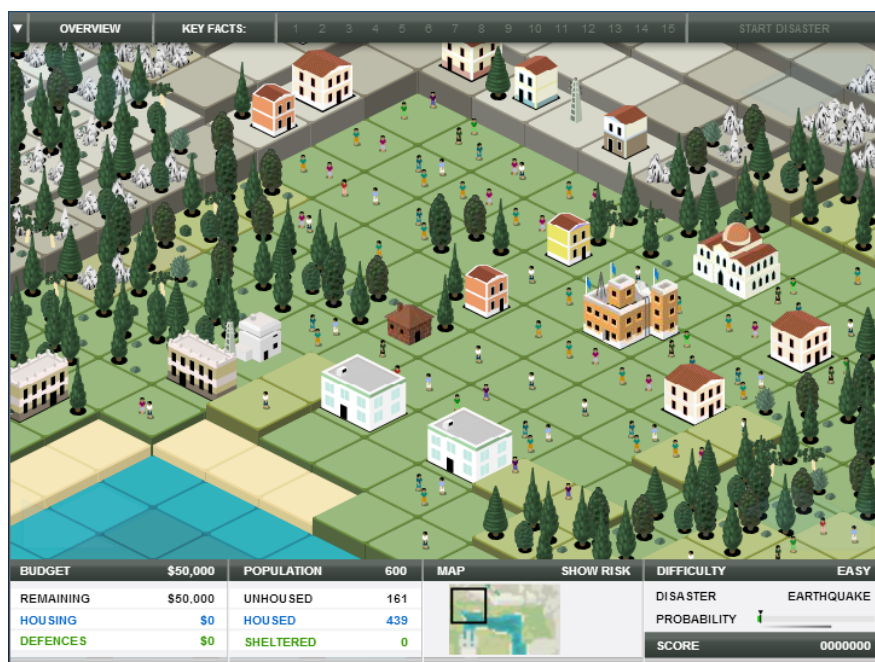 ▼ OVERVIEW KEY FACTS: 1 2 3 4 5 6 7 8 9 10 11 12 13 14 15 START DISASTER
BUDGET $50,000 POPULATION 600 MAP SHOW RISK DIFFICULTY EASY
REMAINING $50,000 UNHOUSED 161 DISASTER EARTHQUAKE
HOUSING $0 HOUSED 439 PROBABILITY
DEFENCES $0 SHELTERED 0 SCORE 0000000